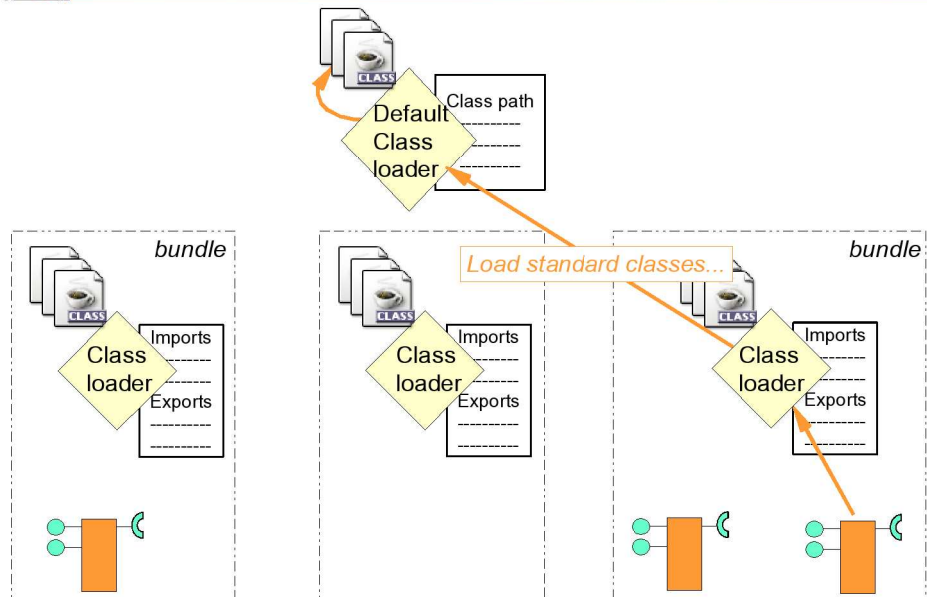 CLASS
Class path
Default
Class
loader
bundle
CLASS
Imports
Class
loader
Exports
CLASS
Imports
Class
loader
Exports
Load standard classes...
bundle
CLASS
Imports
Class
loader
Exports